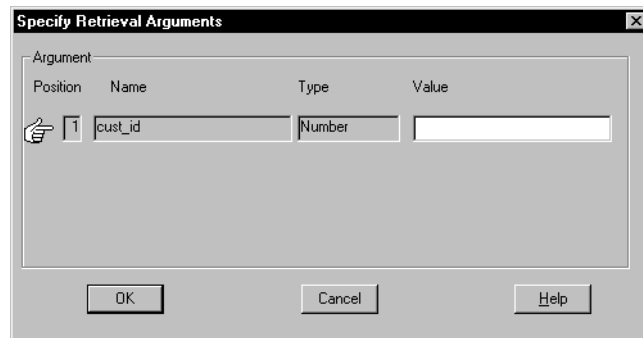 Specify Retrieval Arguments
Argument
Position Name Type Value
1 cust_id Number
OK Cancel Help